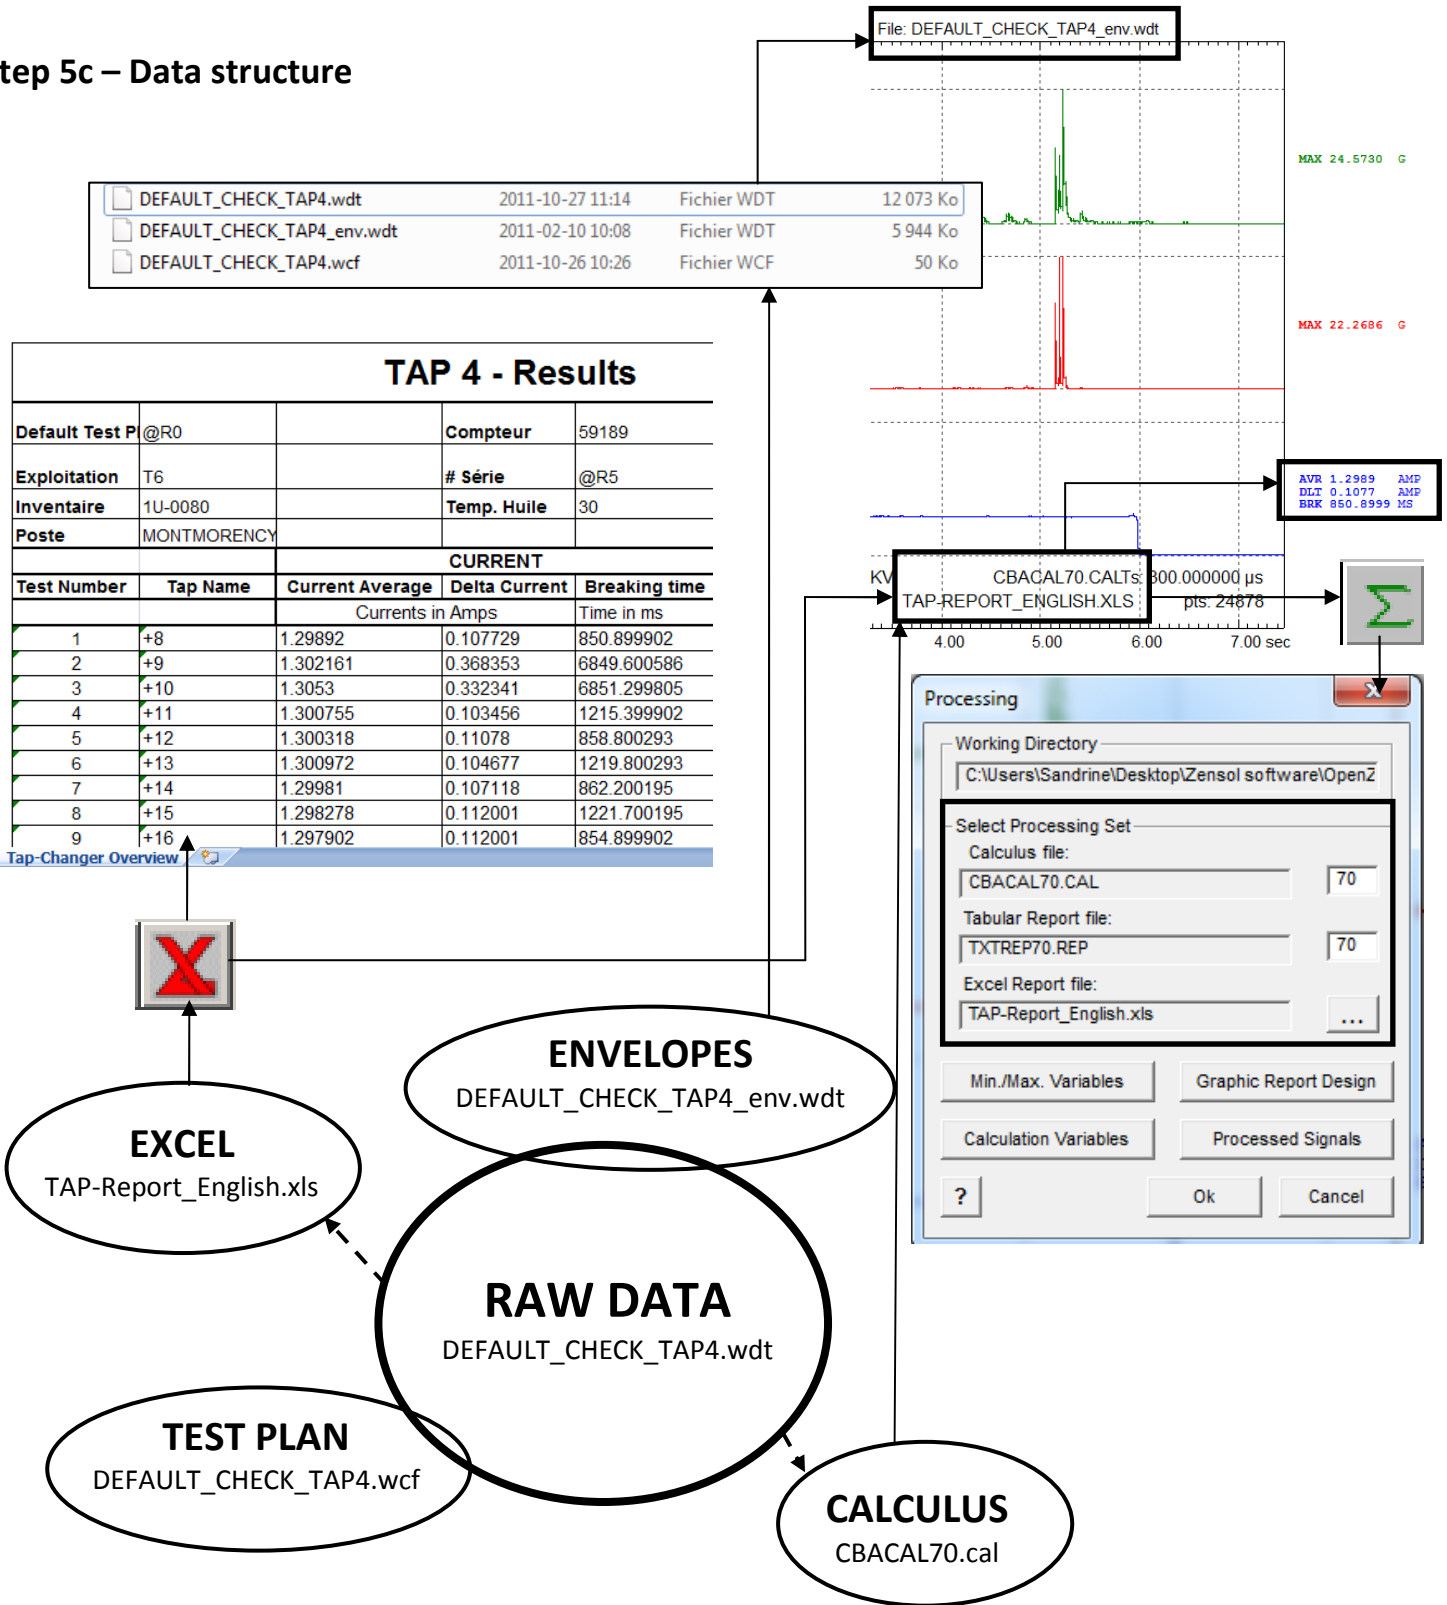 File: DEFAULT_CHECK_TAP4_env.wdt
tep 5c – Data structure
MAX 24.5730 G
DEFAULT_CHECK_TAP4.wdt 2011-10-27 11:14 Fichier WDT 12 073 Ko
DEFAULT_CHECK_TAP4_env.wdt 2011-02-10 10:08 Fichier WDT 5 944 Ko
DEFAULT_CHECK_TAP4.wcf 2011-10-26 10:26 Fichier WCF 50 Ko
MAX 22.2686 G
TAP 4 - Results
Default Test Pl @R0 Compteur 59189
Exploitation T6 # Série @R5
Inventaire 1U-0080 Temp. Huile 30
Poste MONTMORENCY
CURRENT
Test Number Tap Name Current Average Delta Current Breaking time
Currents in Amps Time in ms
1 +8 1.29892 0.107729 850.899902
2 +9 1.302161 0.368353 6849.600586
3 +10 1.3053 0.332341 6851.299805
4 +11 1.300755 0.103456 1215.399902
5 +12 1.300318 0.11078 858.800293
6 +13 1.300972 0.104677 1219.800293
7 +14 1.29981 0.107118 862.200195
8 +15 1.298278 0.112001 1221.700195
9 +16 1.297902 0.112001 854.899902
Tap-Changer Overview
AVR 1.2989 AMP
DLT 0.1077 AMP
BRK 850.8999 MS
KV CBACAL70.CALTs: 300.000000 µs
TAP-REPORT_ENGLISH.XLS pts: 24878
4.00 5.00 6.00 7.00 sec
Σ
Processing
X
Working Directory
C:\Users\Sandrine\Desktop\Zensol software\OpenZ
Select Processing Set
Calculus file:
CBACAL70.CAL 70
Tabular Report file:
TXTREP70.REP 70
Excel Report file:
TAP-Report_English.xls ...
Min./Max. Variables Graphic Report Design
Calculation Variables Processed Signals
? Ok Cancel
X
ENVELOPES
DEFAULT_CHECK_TAP4_env.wdt
EXCEL
TAP-Report_English.xls
RAW DATA
DEFAULT_CHECK_TAP4.wdt
TEST PLAN
DEFAULT_CHECK_TAP4.wcf
CALCULUS
CBACAL70.cal